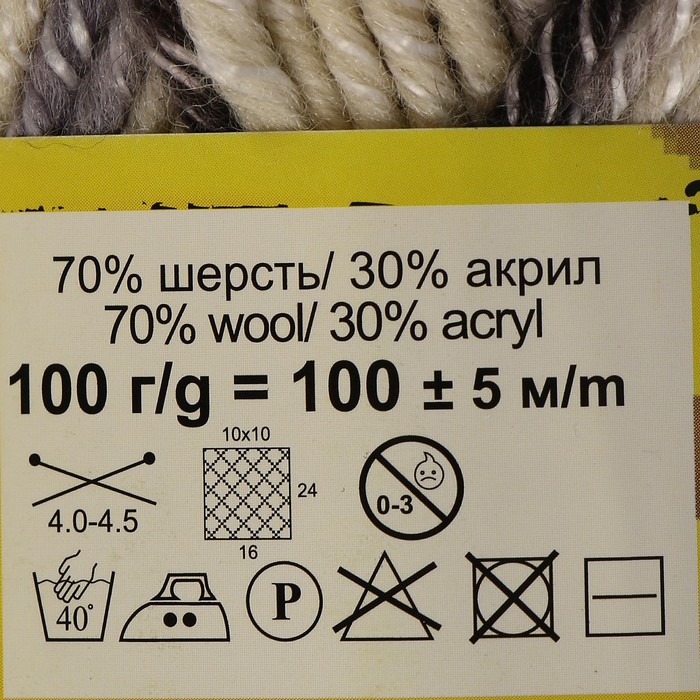 70% шерсть/ 30% акрил
70% wool/ 30% acryl
100 г/g = 100 ± 5 м/m
10x10
24
16
4.0-4.5
0-3
40°
P